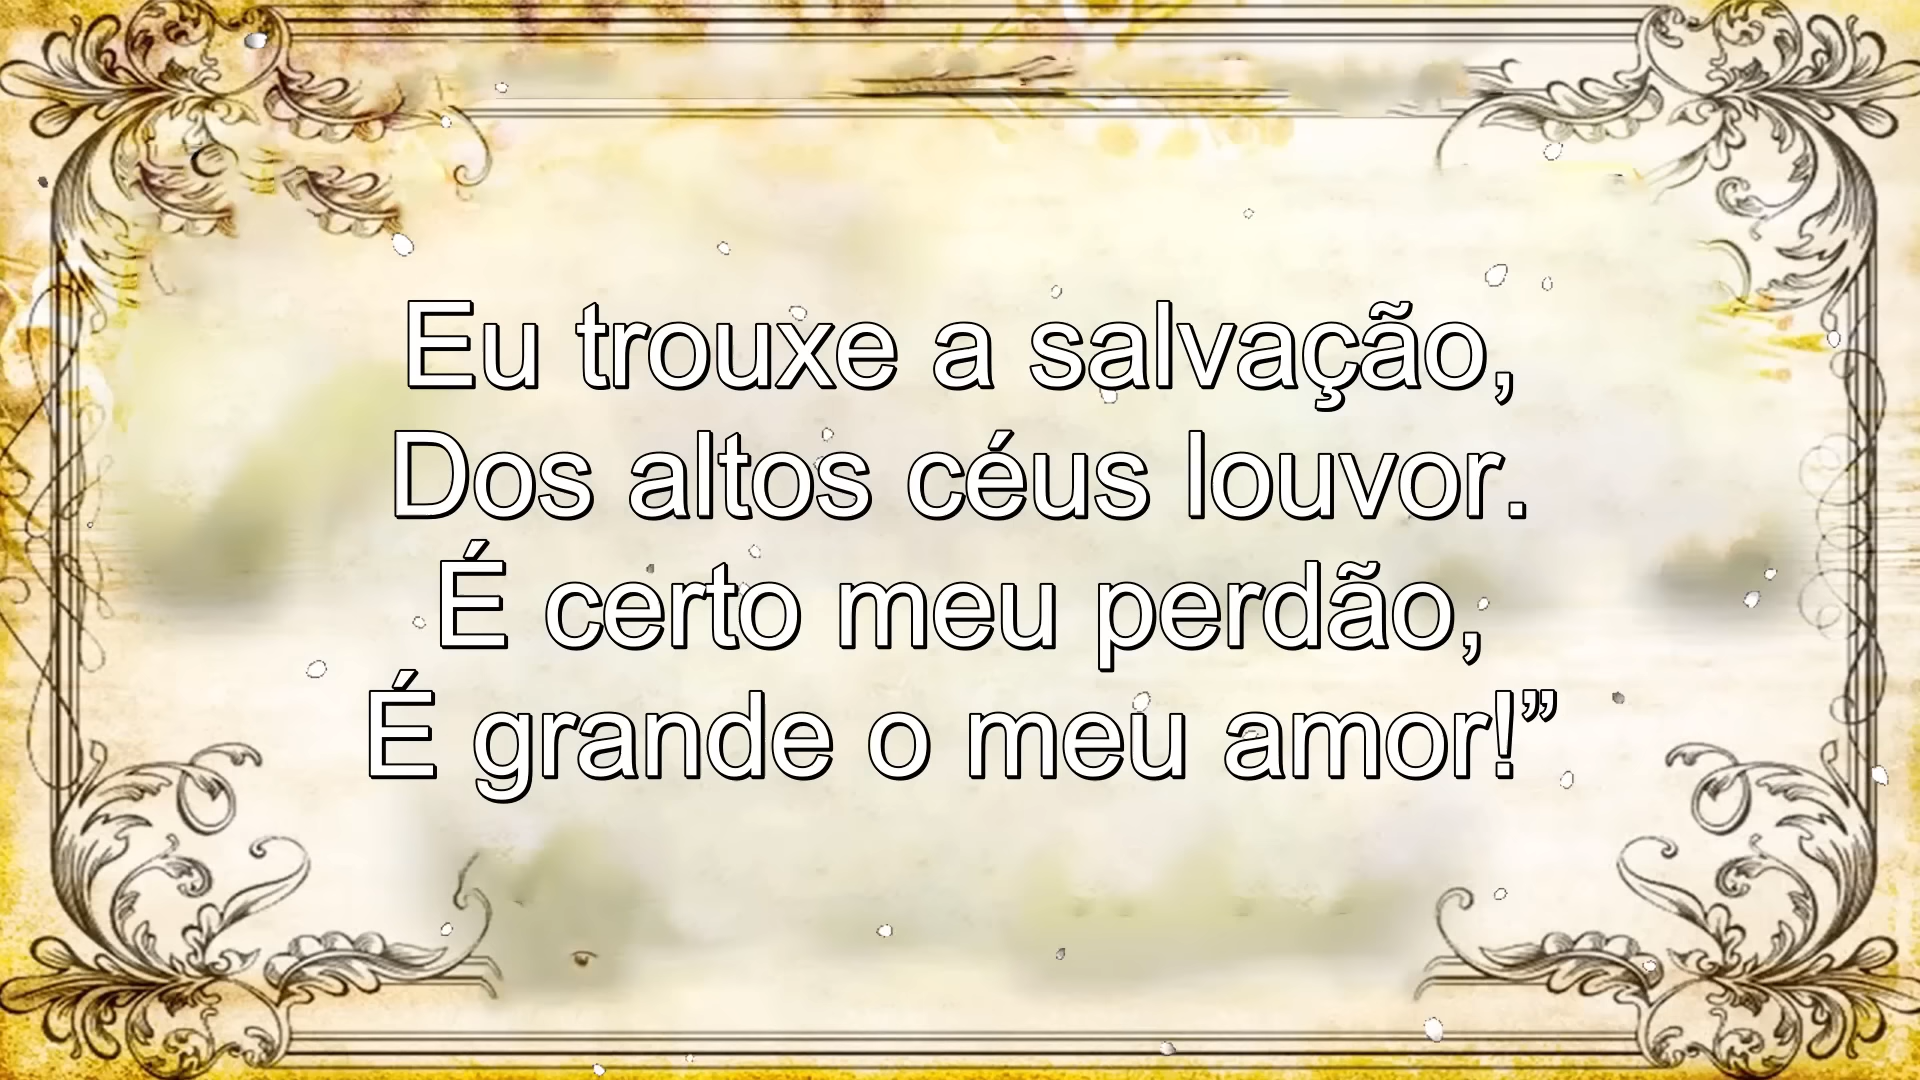 Eu trouxe a salvação,
Dos altos céus louvor.
É certo meu perdão,
É grande o meu amor!”